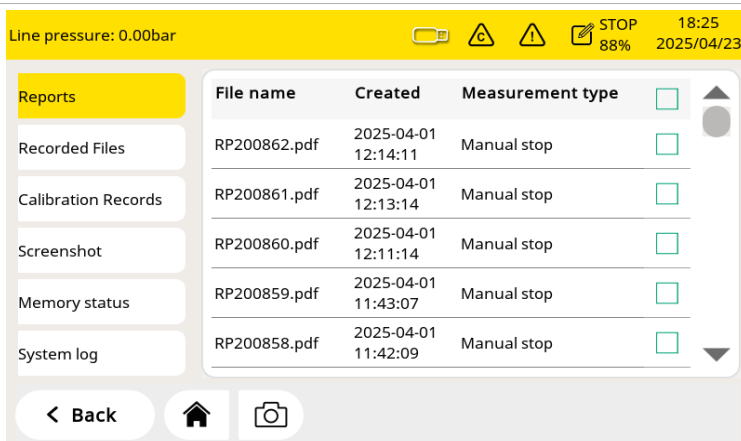 Line pressure: 0.00bar
C
!
STOP
88%
18:25
2025/04/23
Reports
Recorded Files
Calibration Records
Screenshot
Memory status
System log
File name Created Measurement type
RP200862.pdf 2025-04-01 12:14:11 Manual stop
RP200861.pdf 2025-04-01 12:13:14 Manual stop
RP200860.pdf 2025-04-01 12:11:14 Manual stop
RP200859.pdf 2025-04-01 11:43:07 Manual stop
RP200858.pdf 2025-04-01 11:42:09 Manual stop
Back